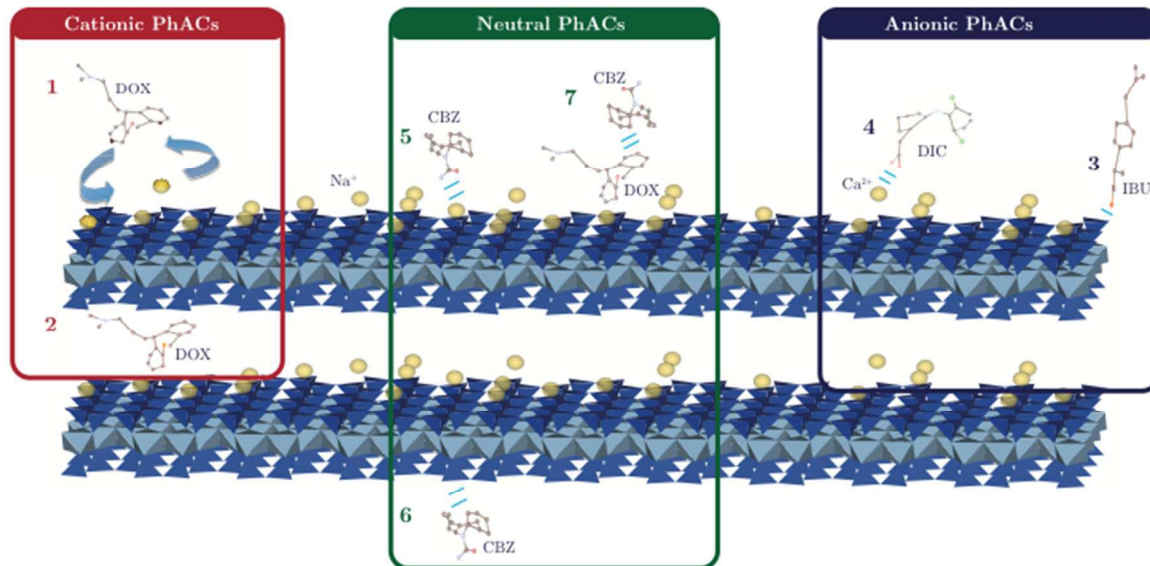 Cationic PhACs
Neutral PhACs
Anionic PhACs
1
DOX
2
DOX
Na⁺
5
CBZ
7
CBZ
DOX
6
CBZ
4
DIC
Ca²⁺
3
IBU